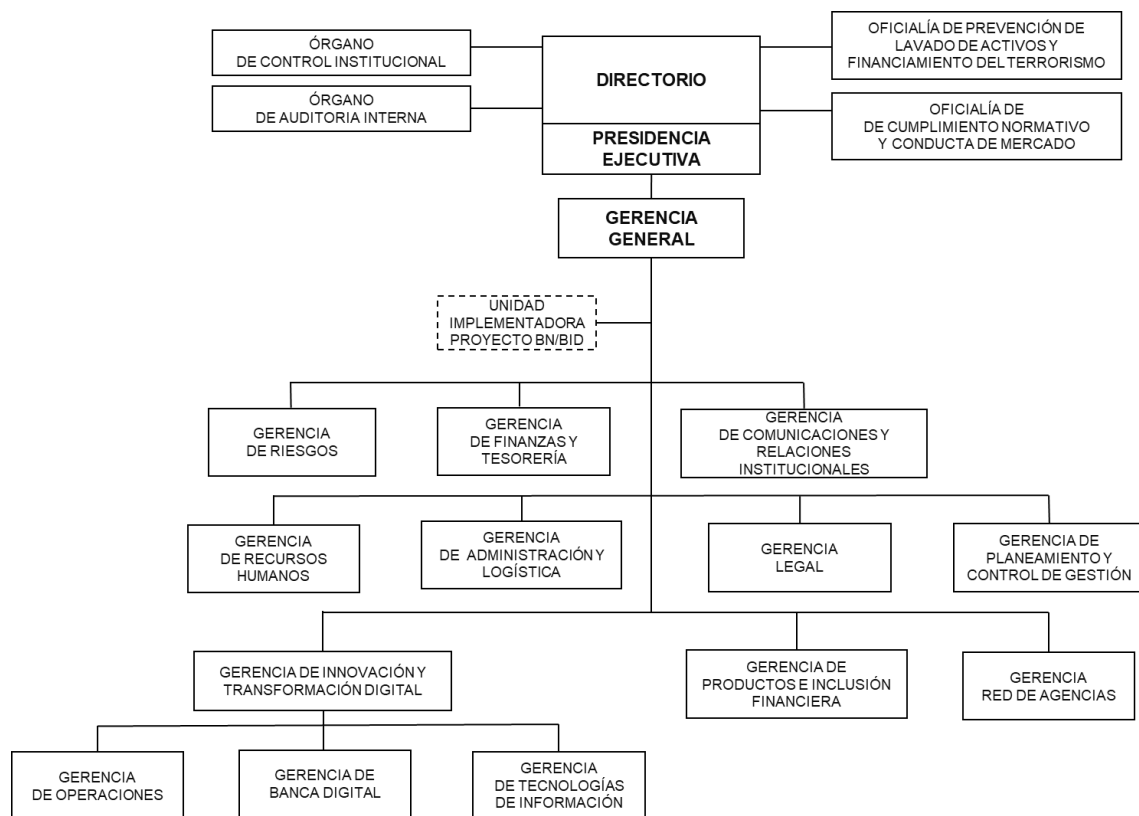 ÓRGANO
DE CONTROL INSTITUCIONAL
ÓRGANO
DE AUDITORIA INTERNA
DIRECTORIO
PRESIDENCIA
EJECUTIVA
OFICIALÍA DE PREVENCIÓN DE
LAVADO DE ACTIVOS Y
FINANCIAMIENTO DEL TERRORISMO
OFICIALÍA DE
DE CUMPLIMIENTO NORMATIVO
Y CONDUCTA DE MERCADO
GERENCIA
GENERAL
UNIDAD
IMPLEMENTADORA
PROYECTO BN/BID
GERENCIA
DE RIESGOS
GERENCIA
DE FINANZAS Y
TESORERÍA
GERENCIA
DE COMUNICACIONES Y
RELACIONES
INSTITUCIONALES
GERENCIA
DE RECURSOS
HUMANOS
GERENCIA
DE ADMINISTRACIÓN Y
LOGÍSTICA
GERENCIA
LEGAL
GERENCIA DE
PLANEAMIENTO Y
CONTROL DE GESTIÓN
GERENCIA DE INNOVACIÓN Y
TRANSFORMACIÓN DIGITAL
GERENCIA DE
PRODUCTOS E INCLUSIÓN
FINANCIERA
GERENCIA
RED DE AGENCIAS
GERENCIA
DE OPERACIONES
GERENCIA DE
BANCA DIGITAL
GERENCIA
DE TECNOLOGÍAS
DE INFORMACIÓN